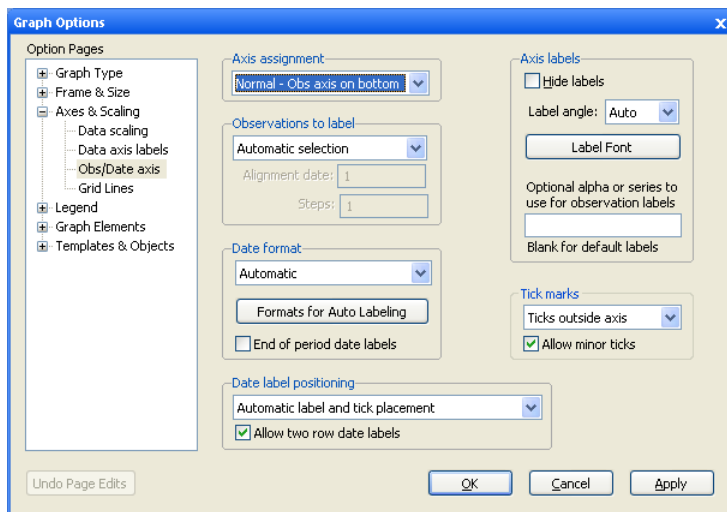 Graph Options
x
Option Pages
Graph Type
Frame & Size
Axes & Scaling
Data scaling
Data axis labels
Obs/Date axis
Grid Lines
Legend
Graph Elements
Templates & Objects
Axis assignment
Normal - Obs axis on bottom
Observations to label
Automatic selection
Alignment date: 1
Steps: 1
Date format
Automatic
Formats for Auto Labeling
End of period date labels
Date label positioning
Automatic label and tick placement
Allow two row date labels
Axis labels
Hide labels
Label angle: Auto
Label Font
Optional alpha or series to
use for observation labels
Blank for default labels
Tick marks
Ticks outside axis
Allow minor ticks
Undo Page Edits
OK
Cancel
Apply